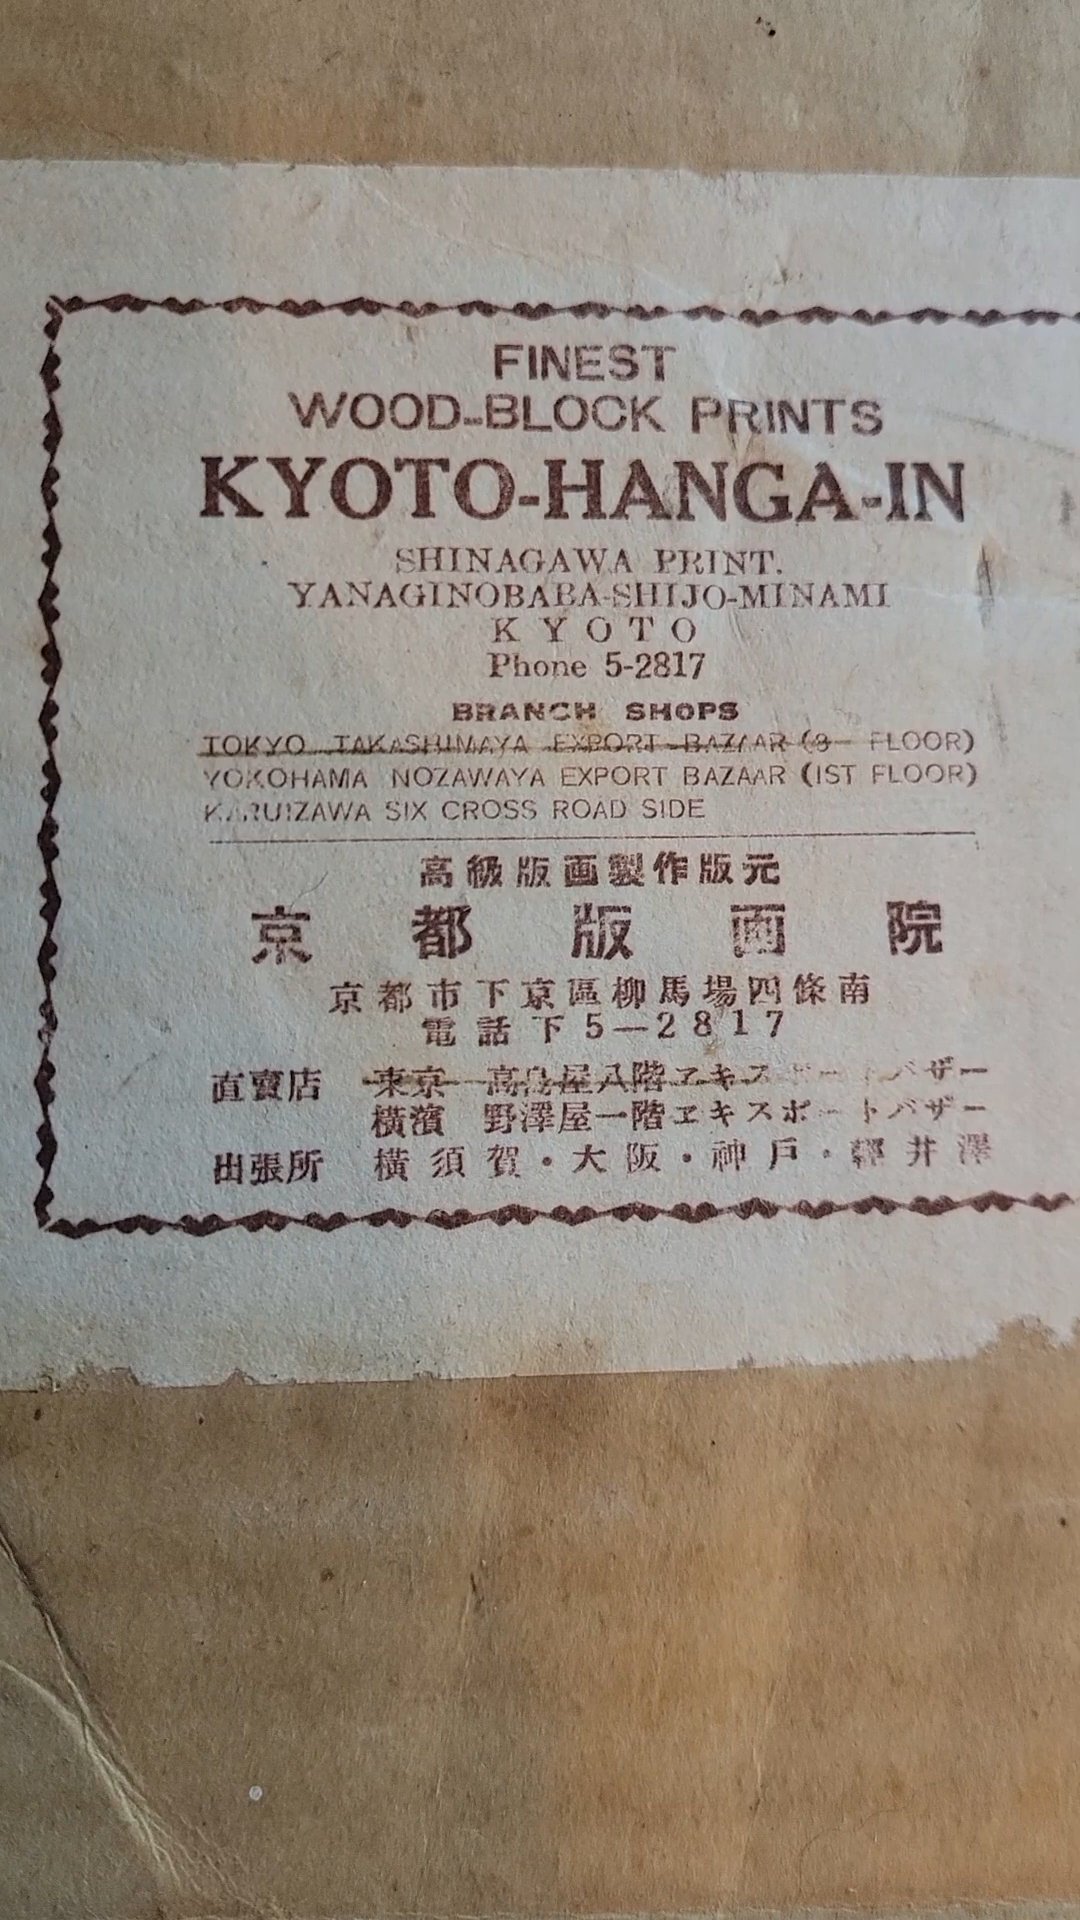 FINEST
WOOD-BLOCK PRINTS
KYOTO-HANGA-IN
SHINAGAWA PRINT.
YANAGINOBABA-SHIJO-MINAMI
KYOTO
Phone 5-2817
BRANCH SHOPS
TOKYO TAKASHIMAYA EXPORT BAZAAR (8 FLOOR)
YOKOHAMA NOZAWAYA EXPORT BAZAAR (IST FLOOR)
KARUIZAWA SIX CROSS ROAD SIDE
高級版画製作版元
京都版画院
京都市下京區柳馬場四條南
電話下5—2817
直賣店 東京 高島屋八階ヱキスポートバザー
横濱 野澤屋一階ヱキスポートバザー
出張所 横須賀・大阪・神戸・輕井澤